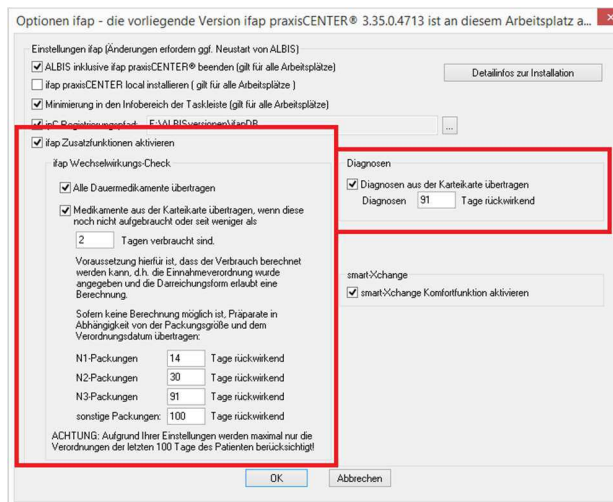 Optionen ifap - die vorliegende Version ifap praxisCENTER® 3.35.0.4713 ist an diesem Arbeitsplatz a...
Einstellungen ifap (Änderungen erfordern ggf. Neustart von ALBIS)
ALBIS inklusive ifap praxisCENTER® beenden (gilt für alle Arbeitsplätze)
Detailinfos zur Installation
ifap praxisCENTER local installieren ( gilt für alle Arbeitsplätze )
Minimierung in den Infobereich der Taskleiste (gilt für alle Arbeitsplätze)
ipC Registrierungspfad: F:\ALBISversionen\ifapDB ...
ifap Zusatzfunktionen aktivieren
ifap Wechselwirkungs-Check
Alle Dauermedikamente übertragen
Medikamente aus der Karteikarte übertragen, wenn diese
noch nicht aufgebraucht oder seit weniger als
2 Tagen verbraucht sind.
Voraussetzung hierfür ist, dass der Verbrauch berechnet
werden kann, d.h. die Einnahmeverordnung wurde
angegeben und die Darreichungsform erlaubt eine
Berechnung.
Sofern keine Berechnung möglich ist, Präparate in
Abhängigkeit von der Packungsgröße und dem
Verordnungsdatum übertragen:
N1-Packungen 14 Tage rückwirkend
N2-Packungen 30 Tage rückwirkend
N3-Packungen 91 Tage rückwirkend
sonstige Packungen: 100 Tage rückwirkend
ACHTUNG: Aufgrund Ihrer Einstellungen werden maximal nur die
Verordnungen der letzten 100 Tage des Patienten berücksichtigt!
Diagnosen
Diagnosen aus der Karteikarte übertragen
Diagnosen 91 Tage rückwirkend
smart-Xchange
smart-Xchange Komfortfunktion aktivieren
OK
Abbrechen